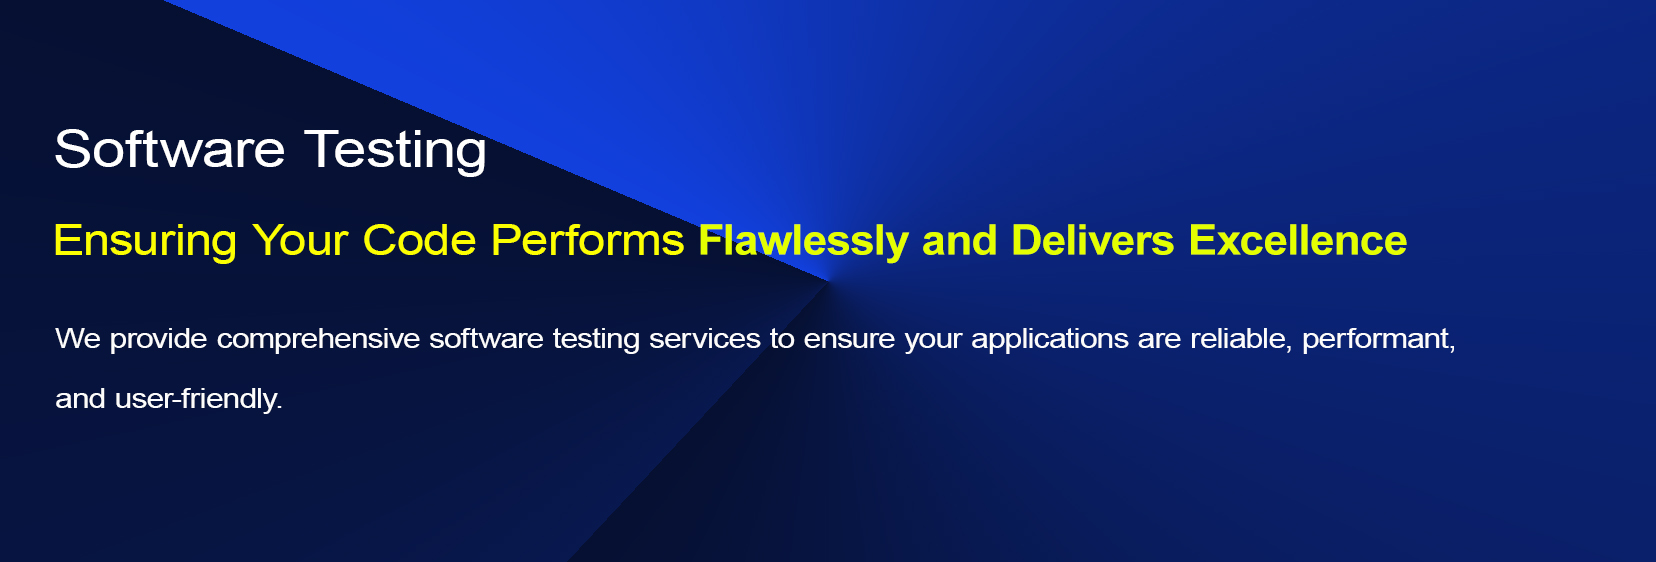 Software Testing
Ensuring Your Code Performs Flawlessly and Delivers Excellence
We provide comprehensive software testing services to ensure your applications are reliable, performant,
and user-friendly.